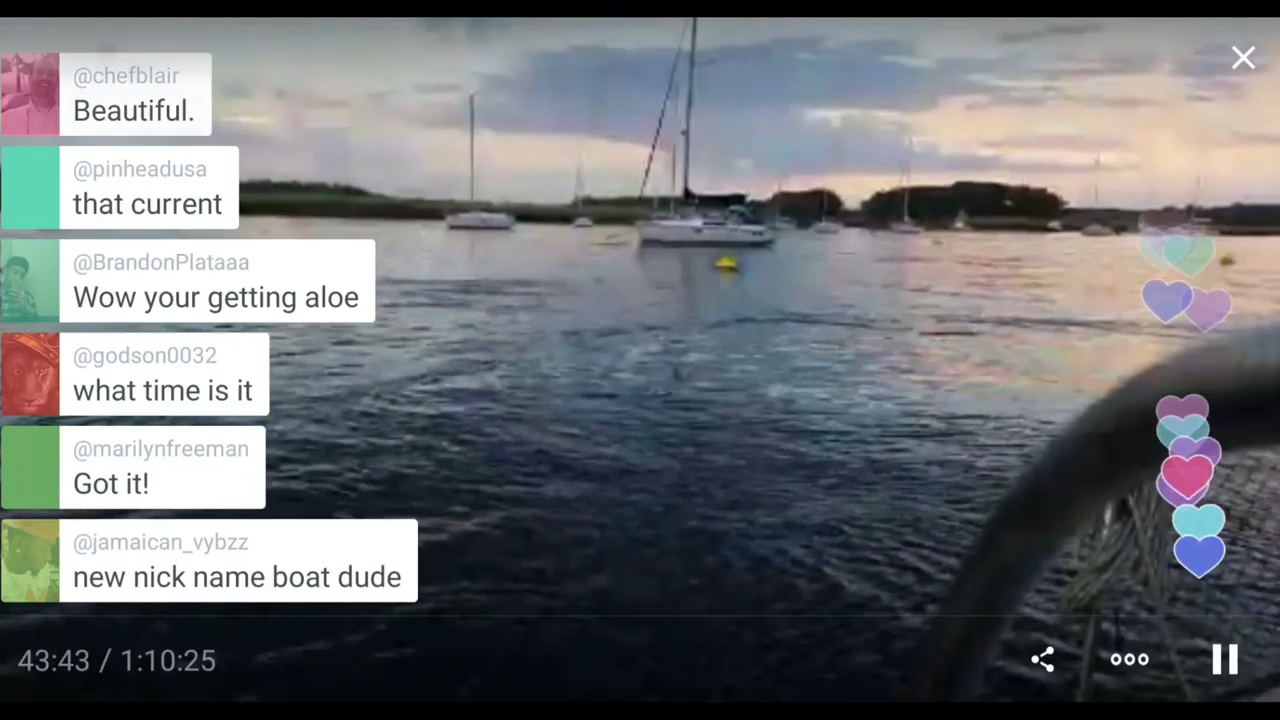 @chefblair
Beautiful.
@pinheadusa
that current
@BrandonPlataaa
Wow your getting aloe
@godson0032
what time is it
@marilynfreeman
Got it!
@jamaican_vybzz
new nick name boat dude
43:43 / 1:10:25